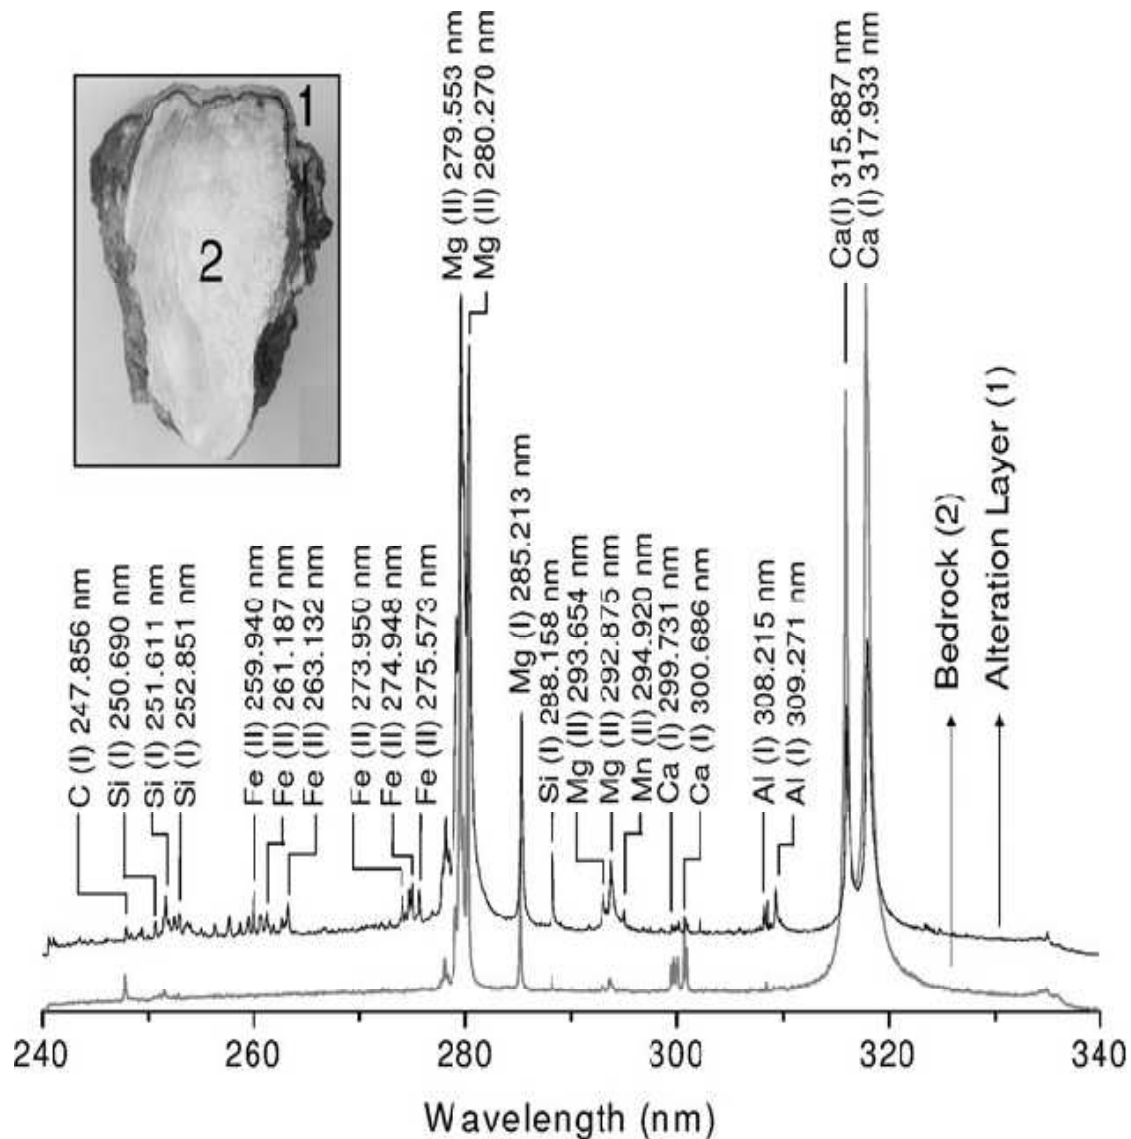 1
2
C (I) 247.856 nm
Si (I) 250.690 nm
Si (I) 251.611 nm
Si (I) 252.851 nm
Fe (II) 259.940 nm
Fe (II) 261.187 nm
Fe (II) 263.132 nm
Fe (II) 273.950 nm
Fe (II) 274.948 nm
Fe (II) 275.573 nm
Mg (II) 279.553 nm
Mg (II) 280.270 nm
Mg (I) 285.213 nm
Si (I) 288.158 nm
Mg (II) 293.654 nm
Mg (II) 292.875 nm
Mn (II) 294.920 nm
Ca (I) 299.731 nm
Ca (I) 300.686 nm
Al (I) 308.215 nm
Al (I) 309.271 nm
Ca(I) 315.887 nm
Ca (I) 317.933 nm
Bedrock (2)
Alteration Layer (1)
240 260 280 300 320 340
Wavelength (nm)